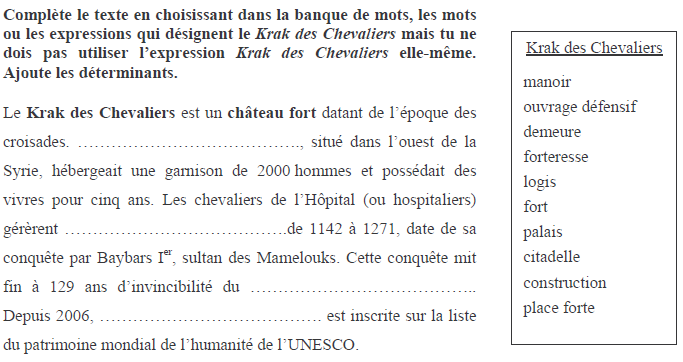 Complète le texte en choisissant dans la banque de mots, les mots
ou les expressions qui désignent le Krak des Chevaliers mais tu ne
dois pas utiliser l’expression Krak des Chevaliers elle-même.
Ajoute les déterminants.
Le Krak des Chevaliers est un château fort datant de l’époque des
croisades. …………………………………., situé dans l’ouest de la
Syrie, hébergeait une garnison de 2000 hommes et possédait des
vivres pour cinq ans. Les chevaliers de l’Hôpital (ou hospitaliers)
gérèrent ………………………………….de 1142 à 1271, date de sa
conquête par Baybars Ier, sultan des Mamelouks. Cette conquête mit
fin à 129 ans d’invincibilité du …………………………………..
Depuis 2006, …………………………………. est inscrite sur la liste
du patrimoine mondial de l’humanité de l’UNESCO.
Krak des Chevaliers
manoir
ouvrage défensif
demeure
forteresse
logis
fort
palais
citadelle
construction
place forte